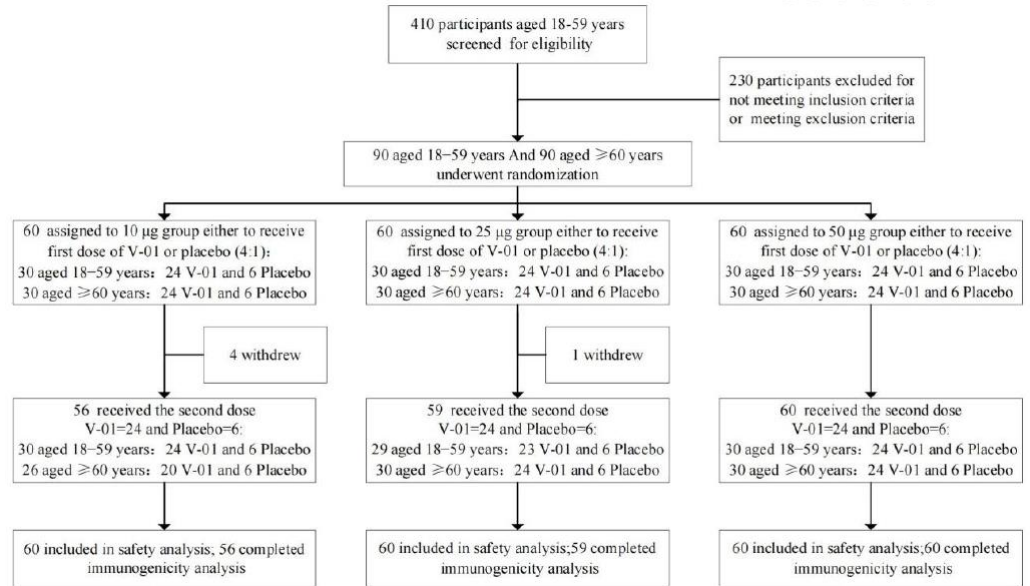 410 participants aged 18-59 years
screened for eligibility
230 participants excluded for
not meeting inclusion criteria
or meeting exclusion criteria
90 aged 18−59 years And 90 aged ⩾60 years
underwent randomization
60 assigned to 10 μg group either to receive
first dose of V-01 or placebo (4:1):
30 aged 18−59 years: 24 V-01 and 6 Placebo
30 aged ⩾60 years: 24 V-01 and 6 Placebo
60 assigned to 25 μg group either to receive
first dose of V-01 or placebo (4:1):
30 aged 18−59 years: 24 V-01 and 6 Placebo
30 aged ⩾60 years: 24 V-01 and 6 Placebo
60 assigned to 50 μg group either to receive
first dose of V-01 or placebo (4:1):
30 aged 18−59 years: 24 V-01 and 6 Placebo
30 aged ⩾60 years: 24 V-01 and 6 Placebo
4 withdrew
1 withdrew
56 received the second dose
V-01=24 and Placebo=6:
30 aged 18−59 years: 24 V-01 and 6 Placebo
26 aged ⩾60 years: 20 V-01 and 6 Placebo
59 received the second dose
V-01=24 and Placebo=6:
29 aged 18−59 years: 23 V-01 and 6 Placebo
30 aged ⩾60 years: 24 V-01 and 6 Placebo
60 received the second dose
V-01=24 and Placebo=6:
30 aged 18−59 years: 24 V-01 and 6 Placebo
30 aged ⩾60 years: 24 V-01 and 6 Placebo
60 included in safety analysis; 56 completed
immunogenicity analysis
60 included in safety analysis;59 completed
immunogenicity analysis
60 included in safety analysis;60 completed
immunogenicity analysis